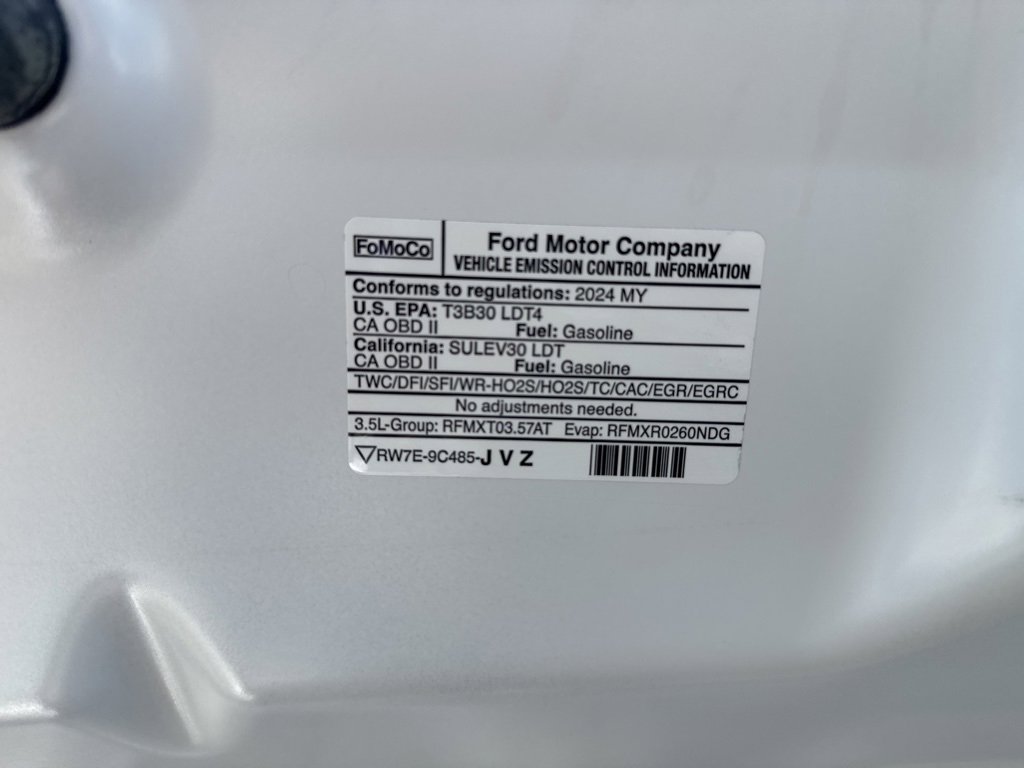 FoMoCo
Ford Motor Company
VEHICLE EMISSION CONTROL INFORMATION
Conforms to regulations: 2024 MY
U.S. EPA: T3B30 LDT4
CA OBD II Fuel: Gasoline
California: SULEV30 LDT
CA OBD II Fuel: Gasoline
TWC/DFI/SFI/WR-HO2S/HO2S/TC/CAC/EGR/EGRC
No adjustments needed.
3.5L-Group: RFMXT03.57AT Evap: RFMXR0260NDG
RW7E-9C485-J V Z